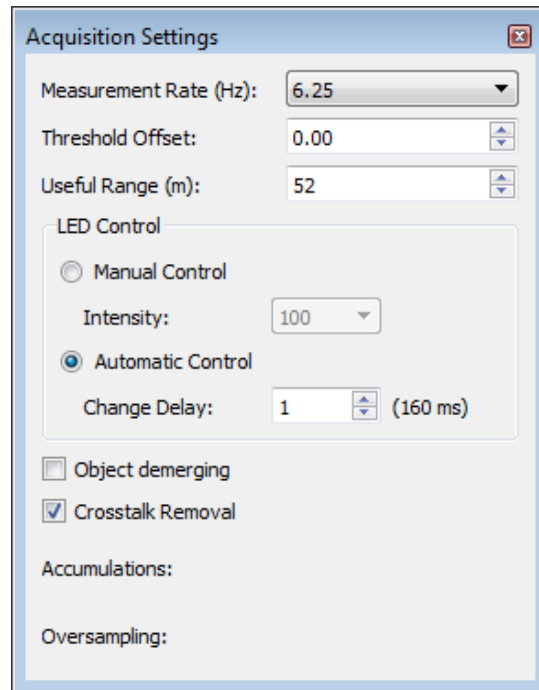 Acquisition Settings
Measurement Rate (Hz): 6.25
Threshold Offset: 0.00
Useful Range (m): 52
LED Control
Manual Control
Intensity: 100
Automatic Control
Change Delay: 1 (160 ms)
Object demerging
Crosstalk Removal
Accumulations:
Oversampling: